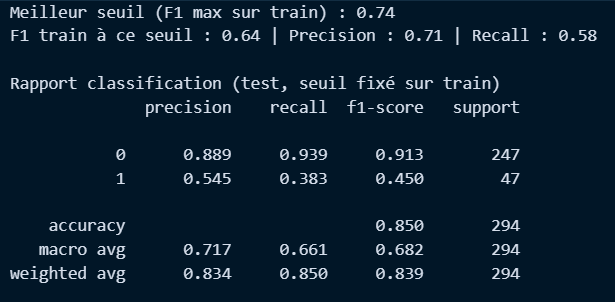 Meilleur seuil (F1 max sur train) : 0.74
F1 train à ce seuil : 0.64 | Precision : 0.71 | Recall : 0.58
Rapport classification (test, seuil fixé sur train)
precision recall f1-score support
0 0.889 0.939 0.913 247
1 0.545 0.383 0.450 47
accuracy 0.850 294
macro avg 0.717 0.661 0.682 294
weighted avg 0.834 0.850 0.839 294